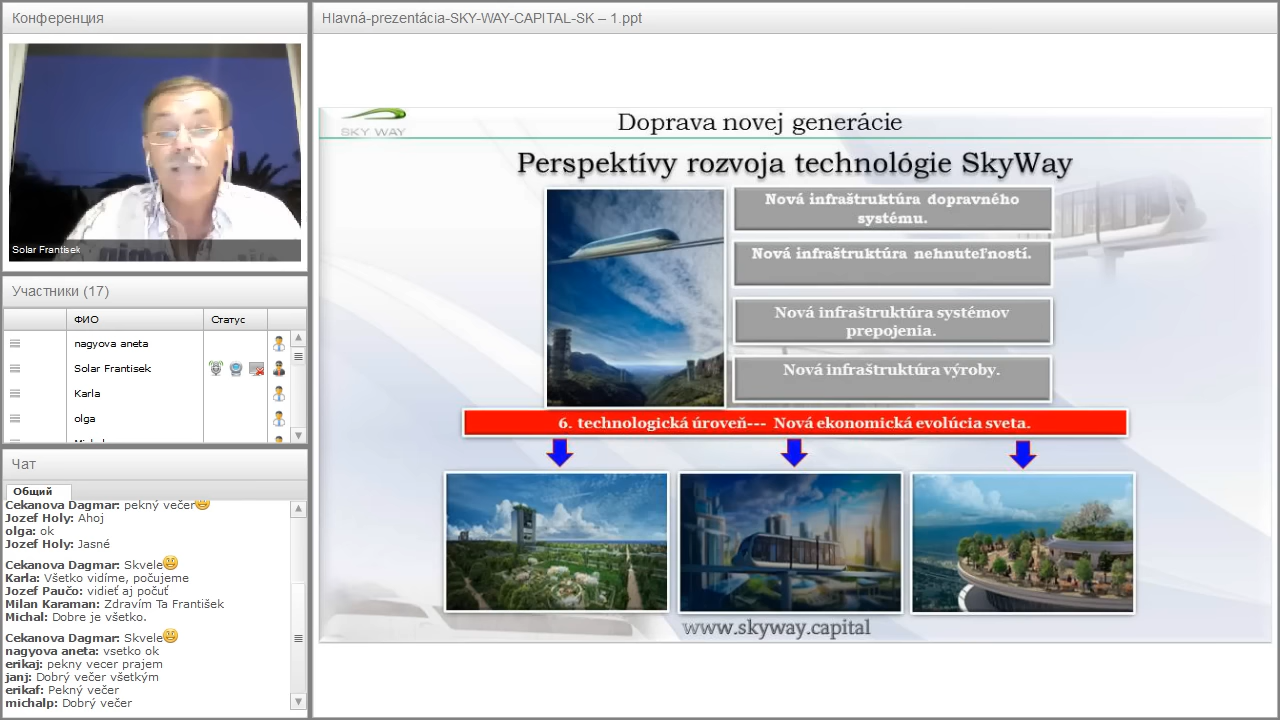 Конференция
Solar Frantisek
Участники (17)
ФИО
Статус
nagyova aneta
Solar Frantisek
Karla
olga
Чат
Общий
Cekanova Dagmar: pekný večer
Jozef Holy: Ahoj
olga: ok
Jozef Holy: Jasné
Cekanova Dagmar: Skvele
Karla: Všetko vidíme, počujeme
Jozef Paučo: vidieť aj počuť
Milan Karaman: Zdravím Ta František
Michal: Dobre je všetko.
Cekanova Dagmar: Skvele
nagyova aneta: vsetko ok
erikaj: pekny vecer prajem
janj: Dobrý večer všetkým
erikaf: Pekný večer
michalp: Dobrý večer
Hlavná-prezentácia-SKY-WAY-CAPITAL-SK – 1.ppt
SKY WAY
Doprava novej generácie
Perspektívy rozvoja technológie SkyWay
Nová infraštruktúra dopravného
systému.
Nová infraštruktúra nehnuteľností.
Nová infraštruktúra systémov
prepojenia.
Nová infraštruktúra výroby.
6. technologická úroveň--- Nová ekonomická evolúcia sveta.
www.skyway.capital